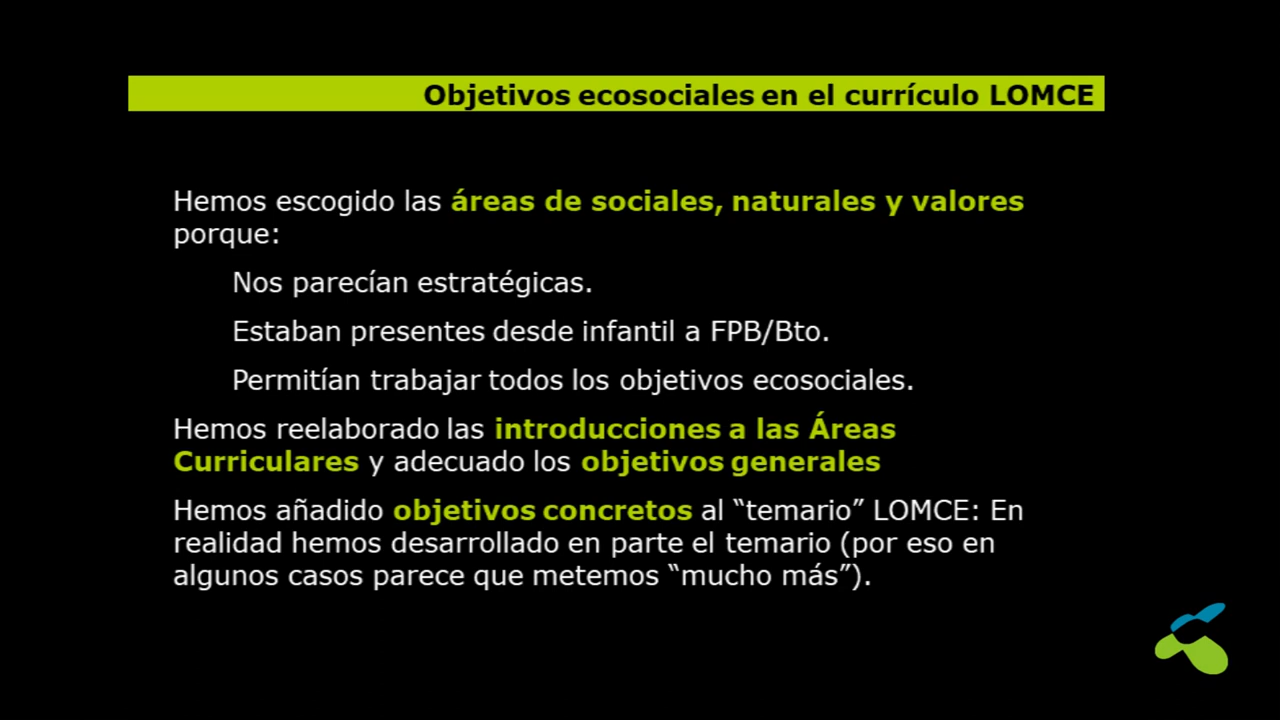 Objetivos ecosociales en el currículo LOMCE
Hemos escogido las áreas de sociales, naturales y valores
porque:
Nos parecían estratégicas.
Estaban presentes desde infantil a FPB/Bto.
Permitían trabajar todos los objetivos ecosociales.
Hemos reelaborado las introducciones a las Áreas
Curriculares y adecuado los objetivos generales
Hemos añadido objetivos concretos al “temario” LOMCE: En
realidad hemos desarrollado en parte el temario (por eso en
algunos casos parece que metemos “mucho más”).